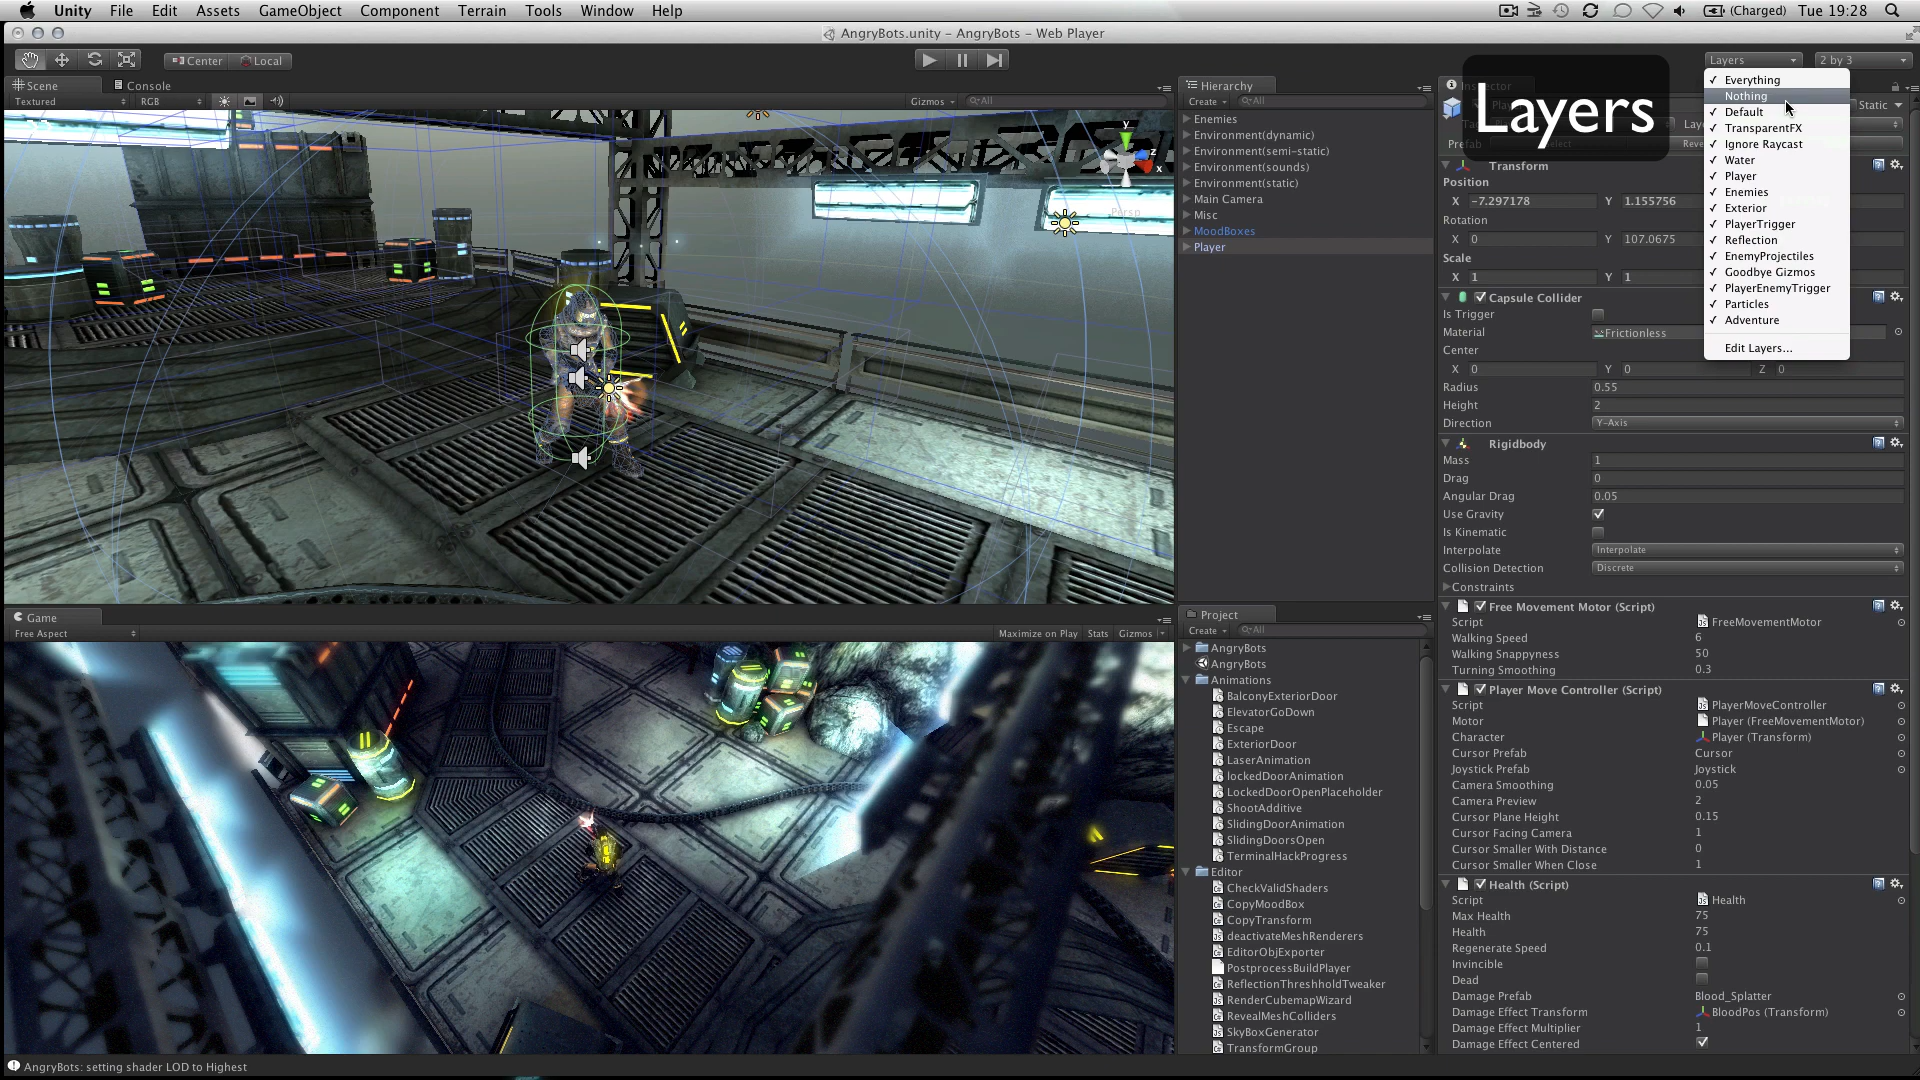 Unity File Edit Assets GameObject Component Terrain Tools Window Help
(Charged) Tue 19:28
AngryBots.unity – AngryBots – Web Player
Center Local
Layers
2 by 3
Scene
Console
Textured
RGB
Gizmos
All
Game
Free Aspect
Maximize on Play Stats Gizmos
AngryBots: setting shader LOD to Highest
y
z
x
Persp
Hierarchy
Create
All
Enemies
Environment(dynamic)
Environment(semi-static)
Environment(sounds)
Environment(static)
Main Camera
Misc
MoodBoxes
Player
Project
Create
All
AngryBots
AngryBots
Animations
BalconyExteriorDoor
ElevatorGoDown
Escape
ExteriorDoor
LaserAnimation
lockedDoorAnimation
LockedDoorOpenPlaceholder
ShootAdditive
SlidingDoorAnimation
SlidingDoorsOpen
TerminalHackProgress
Editor
CheckValidShaders
CopyMoodBox
CopyTransform
deactivateMeshRenderers
EditorObjExporter
PostprocessBuildPlayer
ReflectionThreshholdTweaker
RenderCubemapWizard
RevealMeshColliders
SkyBoxGenerator
TransformGroup
Layers
Static
Prefab
Everything
Nothing
Default
TransparentFX
Ignore Raycast
Water
Player
Enemies
Exterior
PlayerTrigger
Reflection
EnemyProjectiles
Goodbye Gizmos
PlayerEnemyTrigger
Particles
Adventure
Edit Layers...
Transform
Position
X -7.297178 Y 1.155756
Rotation
X 0 Y 107.0675
Scale
X 1 Y 1
Capsule Collider
Is Trigger
Material Frictionless
Center
X 0 Y 0 Z 0
Radius 0.55
Height 2
Direction Y-Axis
Rigidbody
Mass 1
Drag 0
Angular Drag 0.05
Use Gravity
Is Kinematic
Interpolate Interpolate
Collision Detection Discrete
Constraints
Free Movement Motor (Script)
Script FreeMovementMotor
Walking Speed 6
Walking Snappyness 50
Turning Smoothing 0.3
Player Move Controller (Script)
Script PlayerMoveController
Motor Player (FreeMovementMotor)
Character Player (Transform)
Cursor Prefab Cursor
Joystick Prefab Joystick
Camera Smoothing 0.05
Camera Preview 2
Cursor Plane Height 0.15
Cursor Facing Camera 1
Cursor Smaller With Distance 0
Cursor Smaller When Close 1
Health (Script)
Script Health
Max Health 75
Health 75
Regenerate Speed 0.1
Invincible
Dead
Damage Prefab Blood_Splatter
Damage Effect Transform BloodPos (Transform)
Damage Effect Multiplier 1
Damage Effect Centered